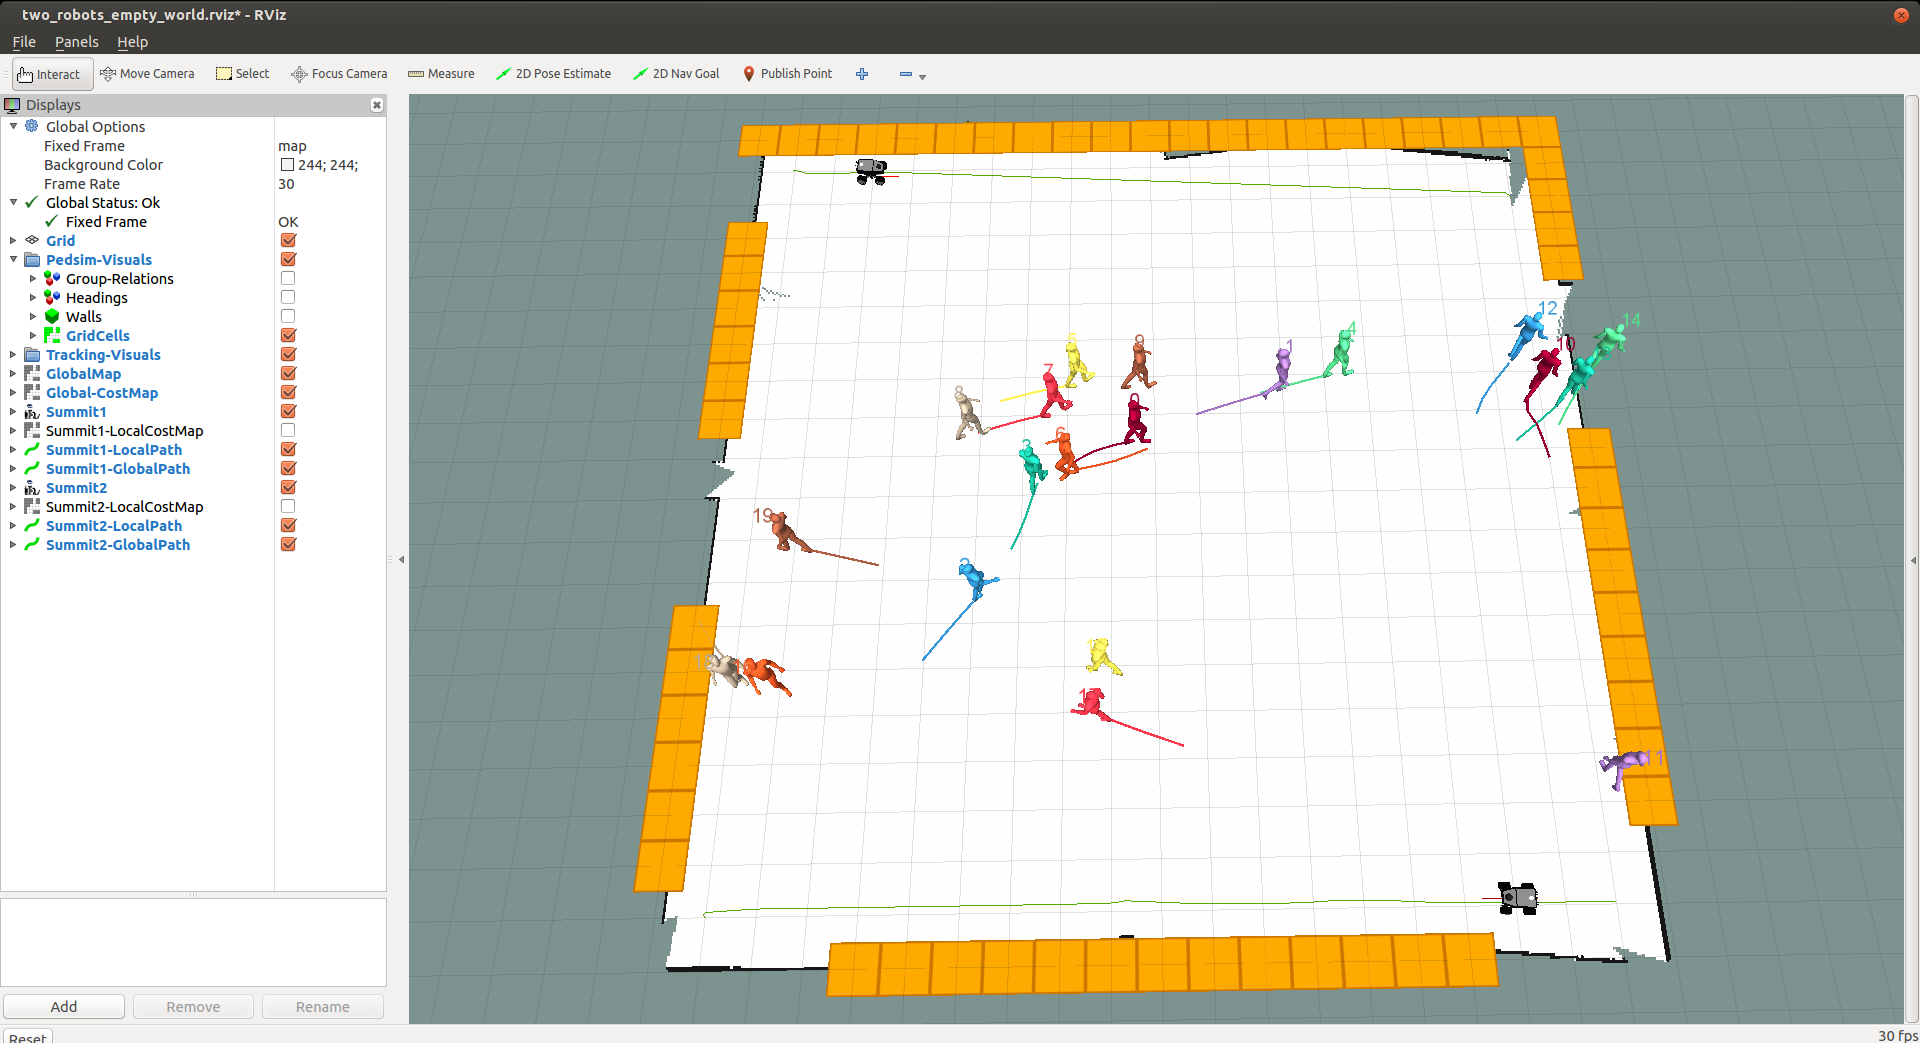 two_robots_empty_world.rviz* - RViz
File Panels Help
Interact Move Camera Select Focus Camera Measure 2D Pose Estimate 2D Nav Goal Publish Point
Displays
Global Options
Fixed Frame map
Background Color 244; 244;
Frame Rate 30
Global Status: Ok
Fixed Frame OK
Grid
Pedsim-Visuals
Group-Relations
Headings
Walls
GridCells
Tracking-Visuals
GlobalMap
Global-CostMap
Summit1
Summit1-LocalCostMap
Summit1-LocalPath
Summit1-GlobalPath
Summit2
Summit2-LocalCostMap
Summit2-LocalPath
Summit2-GlobalPath
12
14
4
10
1
5
9
7
8
0
6
3
19
2
11
Add Remove Rename
Reset
30 fps